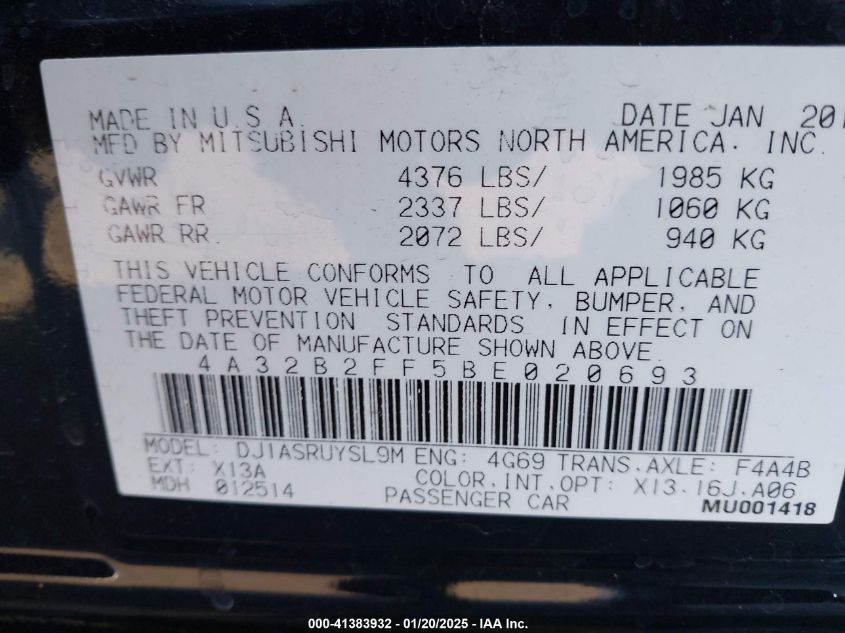 MADE IN U.S.A. DATE JAN 201
MFD BY MITSUBISHI MOTORS NORTH AMERICA. INC.
GVWR 4376 LBS/ 1985 KG
GAWR FR 2337 LBS/ 1060 KG
GAWR RR 2072 LBS/ 940 KG
THIS VEHICLE CONFORMS TO ALL APPLICABLE
FEDERAL MOTOR VEHICLE SAFETY, BUMPER, AND
THEFT PREVENTION STANDARDS IN EFFECT ON
THE DATE OF MANUFACTURE SHOWN ABOVE.
4A32B2FF5BE020693
MODEL: DJ1ASRUYSL9M ENG: 4G69 TRANS.AXLE: F4A4B
EXT: X13A COLOR,INT,OPT: X13.16J.A06
MDH 012514 PASSENGER CAR MU001418
000-41383932 - 01/20/2025 - IAA Inc.